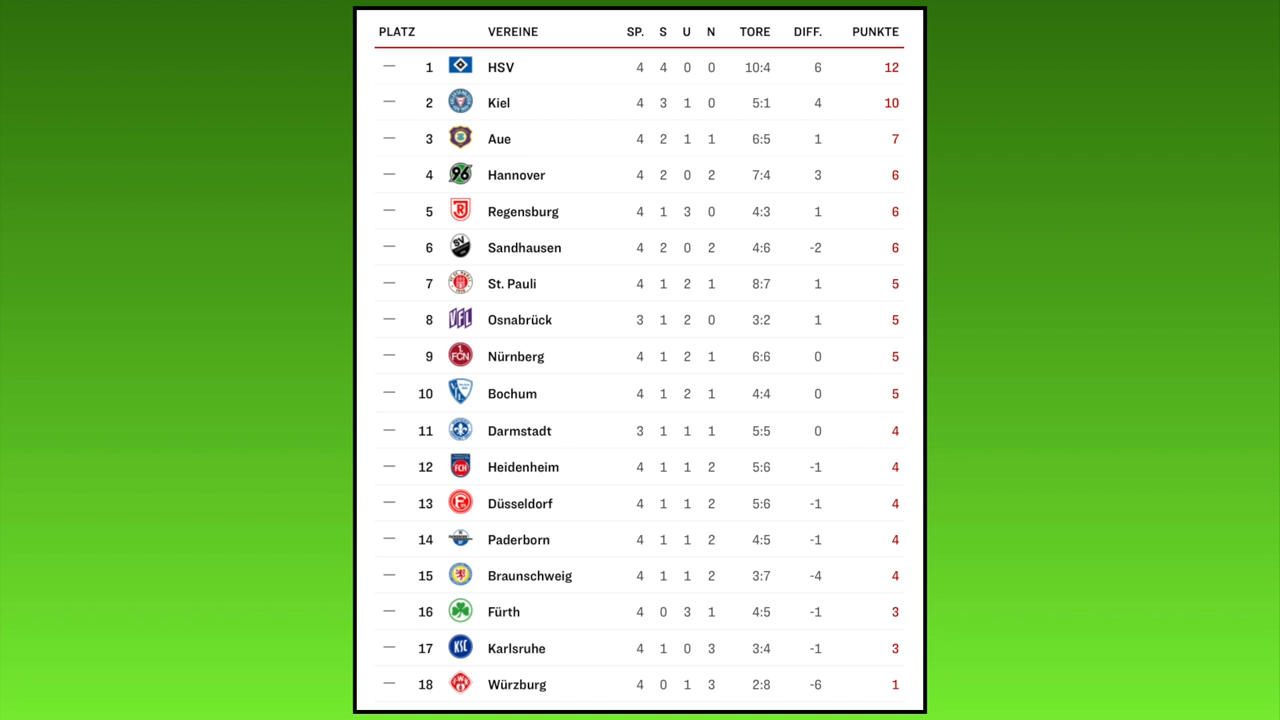 PLATZ VEREINE SP. S U N TORE DIFF. PUNKTE
— 1 HSV 4 4 0 0 10:4 6 12
— 2 Kiel 4 3 1 0 5:1 4 10
— 3 Aue 4 2 1 1 6:5 1 7
— 4 96 Hannover 4 2 0 2 7:4 3 6
— 5 Regensburg 4 1 3 0 4:3 1 6
— 6 SV Sandhausen 4 2 0 2 4:6 -2 6
— 7 St. Pauli 4 1 2 1 8:7 1 5
— 8 VFL Osnabrück 3 1 2 0 3:2 1 5
— 9 1. FCN Nürnberg 4 1 2 1 6:6 0 5
— 10 Bochum 4 1 2 1 4:4 0 5
— 11 Darmstadt 3 1 1 1 5:5 0 4
— 12 FCH Heidenheim 4 1 1 2 5:6 -1 4
— 13 Düsseldorf 4 1 1 2 5:6 -1 4
— 14 Paderborn 4 1 1 2 4:5 -1 4
— 15 Braunschweig 4 1 1 2 3:7 -4 4
— 16 Fürth 4 0 3 1 4:5 -1 3
— 17 KSC Karlsruhe 4 1 0 3 3:4 -1 3
— 18 Würzburg 4 0 1 3 2:8 -6 1